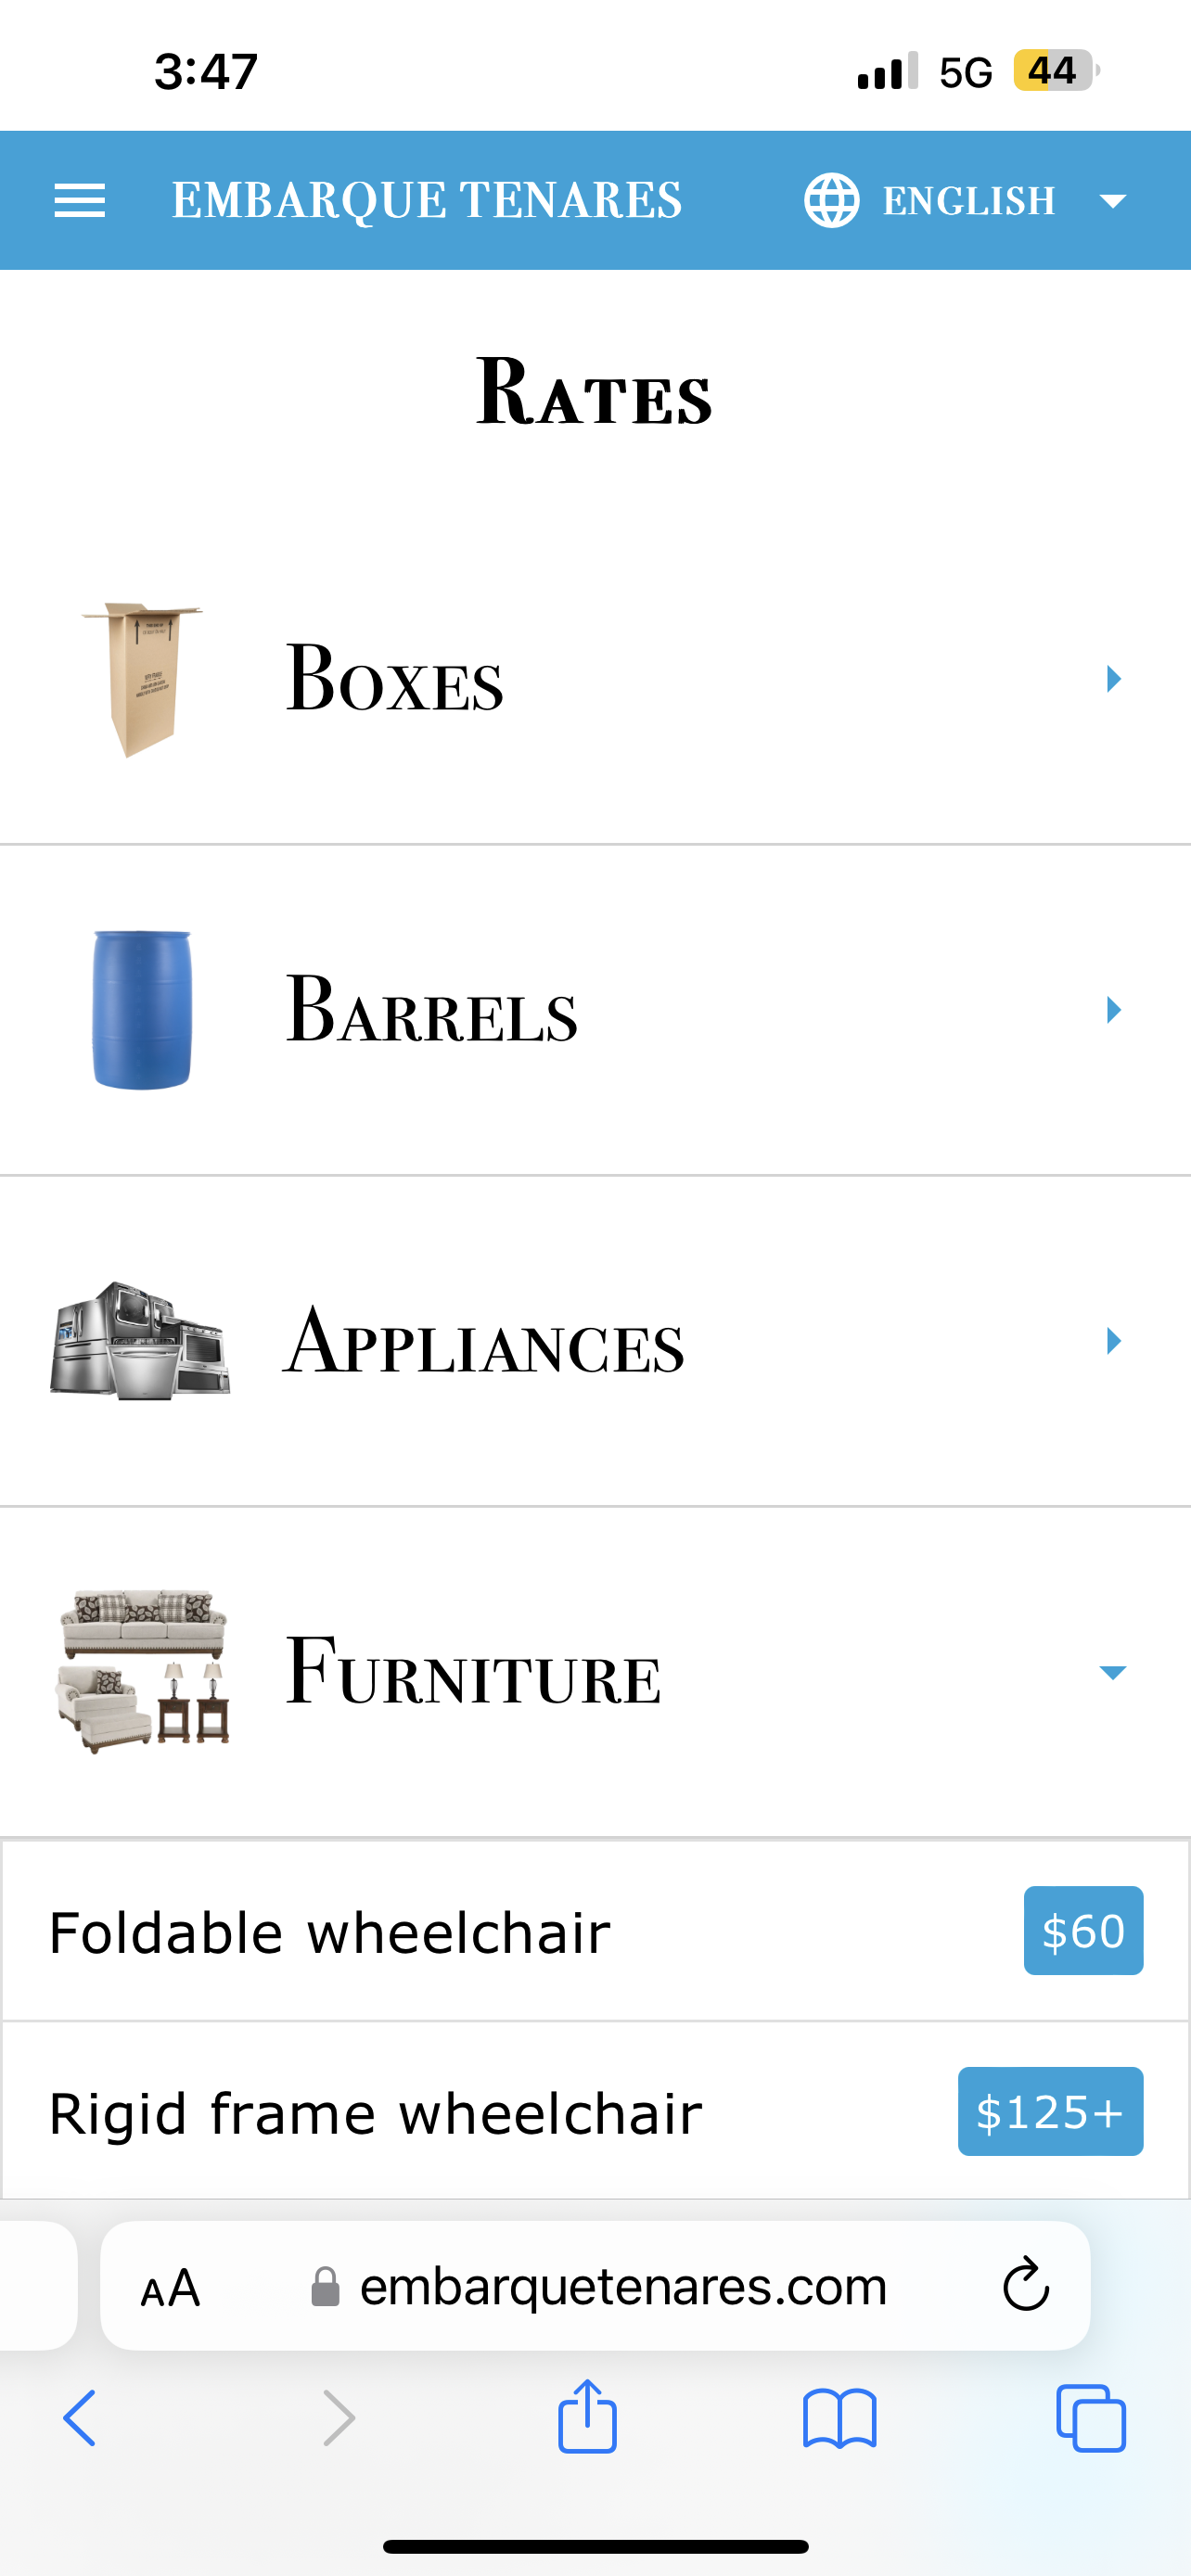 3:47
5G 44
EMBARQUE TENARES
ENGLISH
Rates
Boxes
Barrels
Appliances
Furniture
Foldable wheelchair
$60
Rigid frame wheelchair
$125+
AA
embarquetenares.com